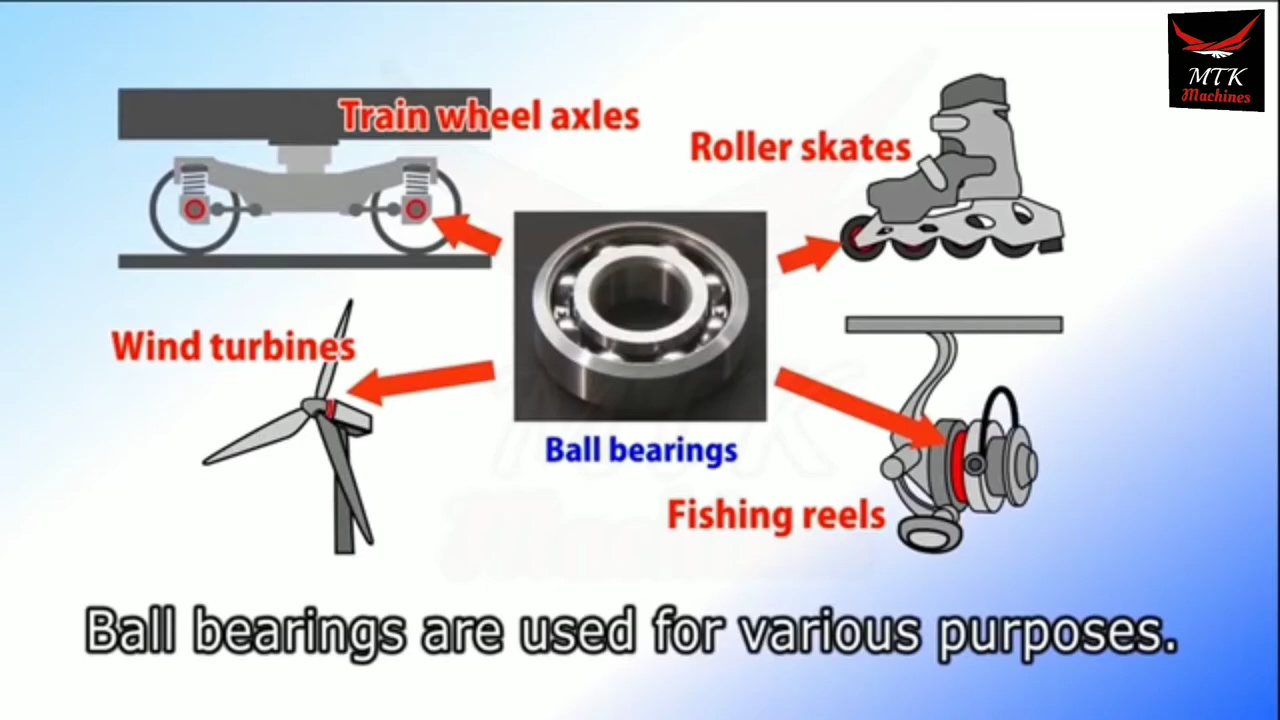 MTK
Machines
Train wheel axles
Roller skates
Wind turbines
Ball bearings
Fishing reels
Ball bearings are used for various purposes.